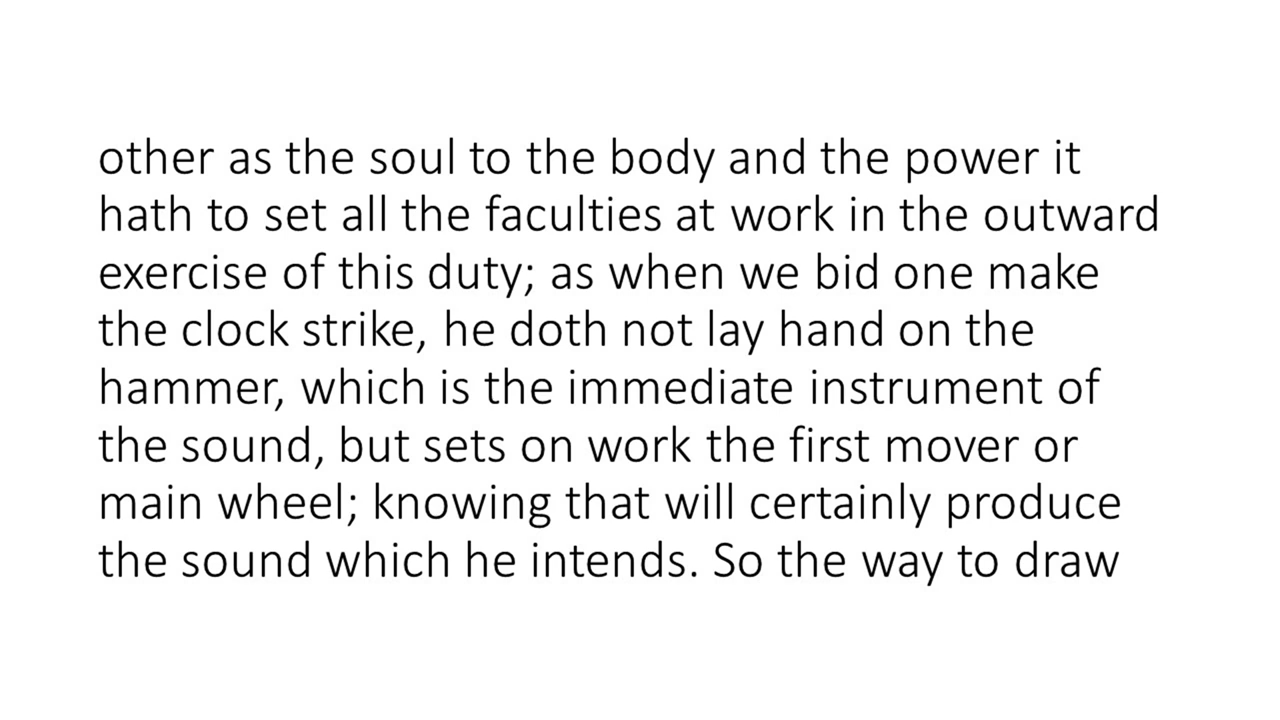 other as the soul to the body and the power it
hath to set all the faculties at work in the outward
exercise of this duty; as when we bid one make
the clock strike, he doth not lay hand on the
hammer, which is the immediate instrument of
the sound, but sets on work the first mover or
main wheel; knowing that will certainly produce
the sound which he intends. So the way to draw